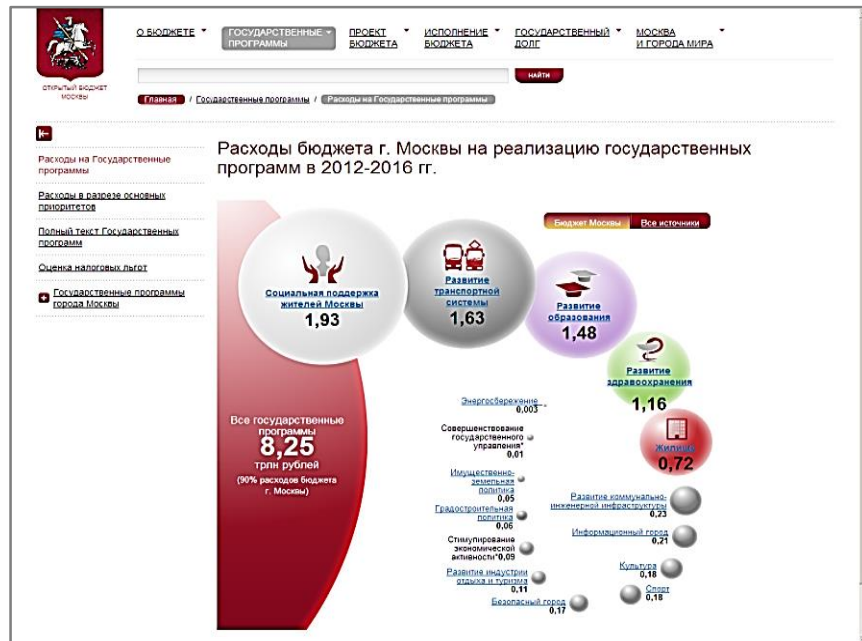 О БЮДЖЕТЕ
ГОСУДАРСТВЕННЫЕ
ПРОГРАММЫ
ПРОЕКТ
БЮДЖЕТА
ИСПОЛНЕНИЕ
БЮДЖЕТА
ГОСУДАРСТВЕННЫЙ
ДОЛГ
МОСКВА
И ГОРОДА МИРА
НАЙТИ
ОТКРЫТЫЙ БЮДЖЕТ
МОСКВЫ
Главная / Государственные программы / Расходы на Государственные программы
Расходы на Государственные
программы
Расходы в разрезе основных
приоритетов
Полный текст Государственных
программ
Оценка налоговых льгот
Государственные программы
города Москвы
Расходы бюджета г. Москвы на реализацию государственных
программ в 2012-2016 гг.
Бюджет Москвы
Все источники
Социальная поддержка
жителей Москвы
1,93
Развитие
транспортной
системы
1,63
Развитие
образования
1,48
Развитие
здравоохранения
1,16
Жилище
0,72
Все государственные
программы
8,25
трлн рублей
(90% расходов бюджета
г. Москвы)
Энергосбережение
0,003
Совершенствование
государственного
управления*
0,01
Имущественно-
земельная
политика
0,05
Градостроительная
политика
0,06
Стимулирование
экономической
активности*0,09
Развитие индустрии
отдыха и туризма
0,11
Безопасный город
0,17
Развитие коммунально-
инженерной инфраструктуры
0,23
Информационный город
0,21
Культура
0,18
Спорт
0,18